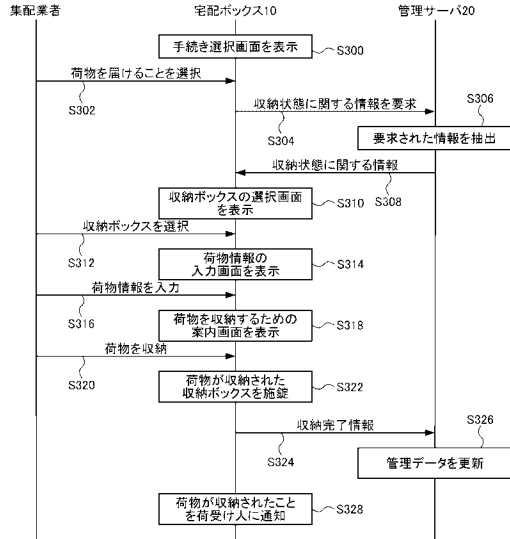 集配業者
宅配ボックス10
管理サーバ20
手続き選択画面を表示
S300
荷物を届けることを選択
S302
収納状態に関する情報を要求
S304
S306
要求された情報を抽出
収納状態に関する情報
S308
収納ボックスの選択画面
を表示
S310
収納ボックスを選択
S312
荷物情報の
入力画面を表示
S314
荷物情報を入力
S316
荷物を収納するための
案内画面を表示
S318
荷物を収納
S320
荷物が収納された
収納ボックスを施錠
S322
収納完了情報
S324
S326
管理データを更新
荷物が収納されたこと
を荷受け人に通知
S328